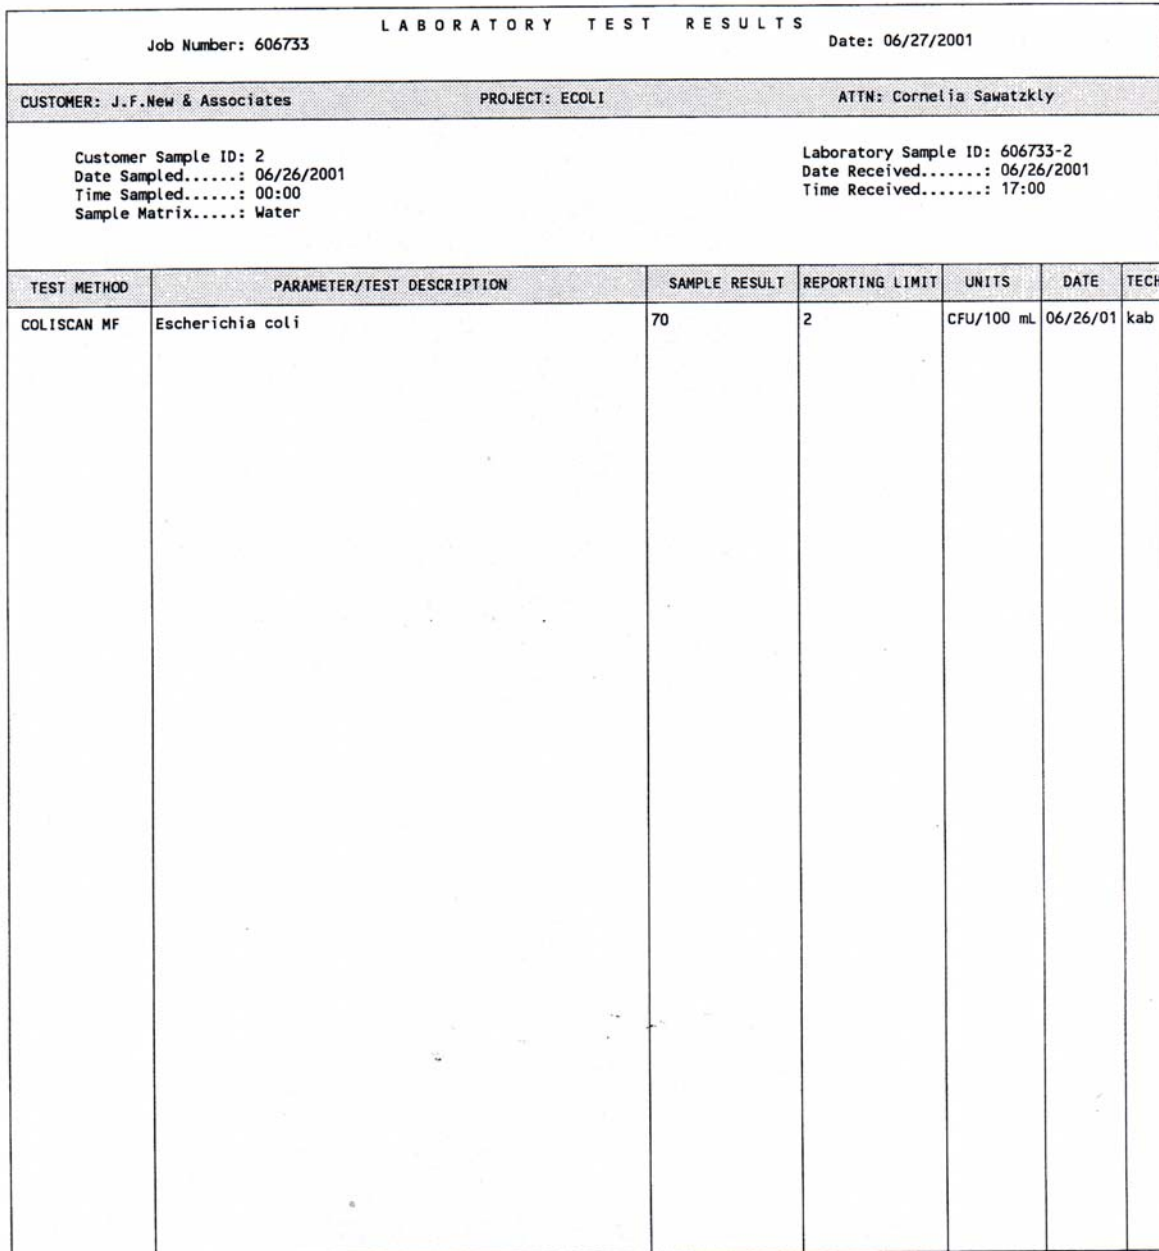 LABORATORY TEST RESULTS
Job Number: 606733 Date: 06/27/2001
CUSTOMER: J.F.New & Associates PROJECT: ECOLI ATTN: Cornelia Sawatzkly
Customer Sample ID: 2 Laboratory Sample ID: 606733-2
Date Sampled......: 06/26/2001 Date Received.......: 06/26/2001
Time Sampled......: 00:00 Time Received.......: 17:00
Sample Matrix.....: Water
TEST METHOD PARAMETER/TEST DESCRIPTION SAMPLE RESULT REPORTING LIMIT UNITS DATE TECH
COLISCAN MF Escherichia coli 70 2 CFU/100 mL 06/26/01 kab